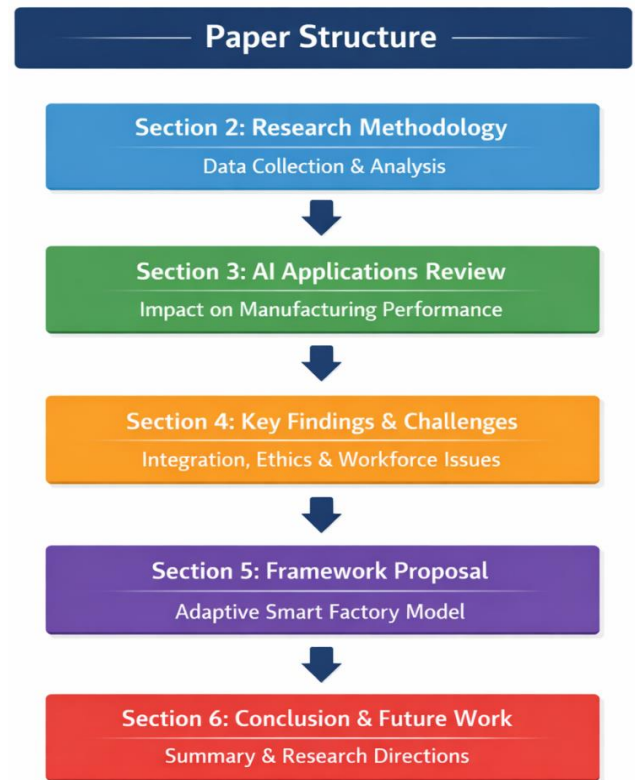 Paper Structure
Section 2: Research Methodology
Data Collection & Analysis
Section 3: AI Applications Review
Impact on Manufacturing Performance
Section 4: Key Findings & Challenges
Integration, Ethics & Workforce Issues
Section 5: Framework Proposal
Adaptive Smart Factory Model
Section 6: Conclusion & Future Work
Summary & Research Directions